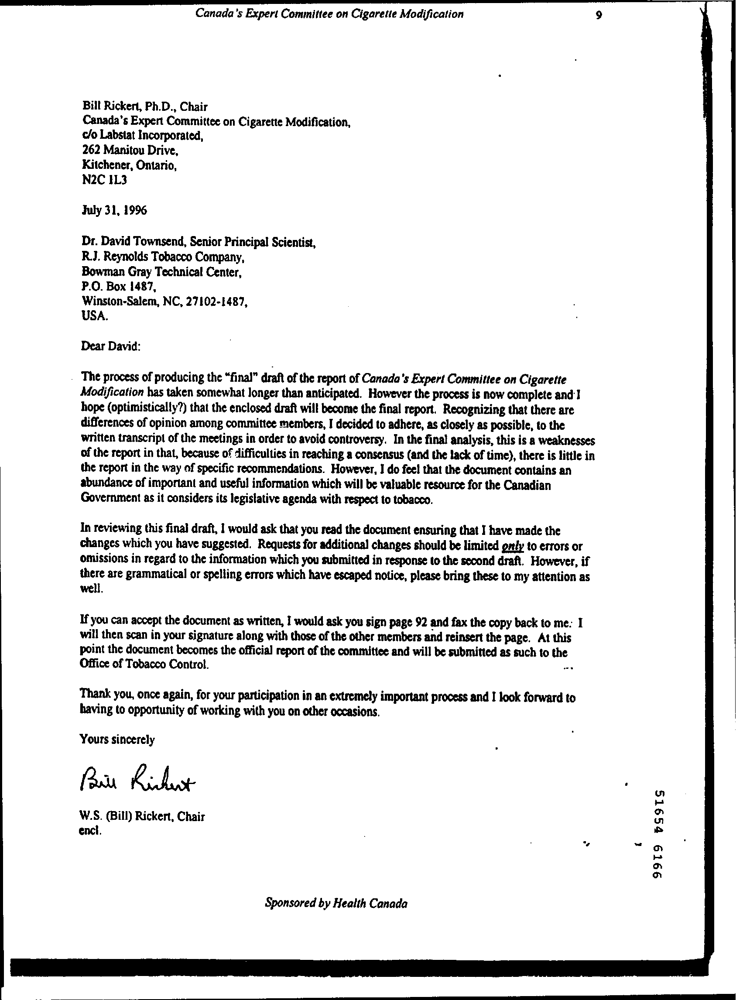 Canada's Expert Committee on Cigarette Modification 9
Bill Rickert, Ph.D., Chair
Canada's Expert Committee on Cigarette Modification,
c/o Labstat Incorporated,
262 Manitou Drive,
Kitchener, Ontario,
N2C 1L3
July 31, 1996
Dr. David Townsend, Senior Principal Scientist,
R.J. Reynolds Tobacco Company,
Bowman Gray Technical Center,
P.O. Box 1487,
Winston-Salem, NC, 27102-1487,
USA.
Dear David:
The process of producing the "final" draft of the report of Canada's Expert Committee on Cigarette
Modification has taken somewhat longer than anticipated. However the process is now complete and I
hope (optimistically?) that the enclosed draft will become the final report. Recognizing that there are
differences of opinion among committee members, I decided to adhere, as closely as possible, to the
written transcript of the meetings in order to avoid controversy. In the final analysis, this is a weaknesses
of the report in that, because of difficulties in reaching a consensus (and the lack of time), there is little in
the report in the way of specific recommendations. However, I do feel that the document contains an
abundance of important and useful information which will be valuable resource for the Canadian
Government as it considers its legislative agenda with respect to tobacco.
In reviewing this final draft, I would ask that you read the document ensuring that I have made the
changes which you have suggested. Requests for additional changes should be limited only to errors or
omissions in regard to the information which you submitted in response to the second draft. However, if
there are grammatical or spelling errors which have escaped notice, please bring these to my attention as
well.
If you can accept the document as written, I would ask you sign page 92 and fax the copy back to me. I
will then scan in your signature along with those of the other members and reinsert the page. At this
point the document becomes the official report of the committee and will be submitted as such to the
Office of Tobacco Control.
Thank you, once again, for your participation in an extremely important process and I look forward to
having to opportunity of working with you on other occasions.
Yours sincerely
Bill Rickert
W.S. (Bill) Rickert, Chair
encl.
51654 6166
Sponsored by Health Canada